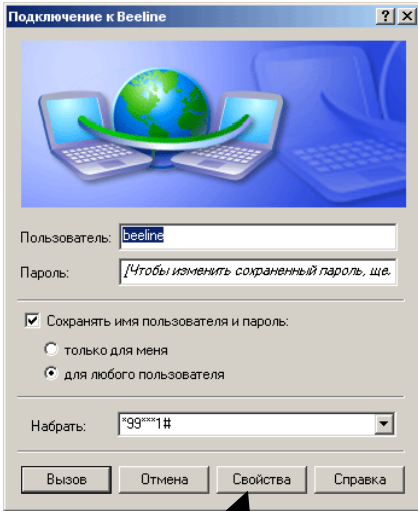 Подключение к Beeline
Пользователь: beeline
Пароль: [Чтобы изменить сохраненный пароль, ще.
Сохранять имя пользователя и пароль:
только для меня
для любого пользователя
Набрать: *99***1#
Вызов Отмена Свойства Справка